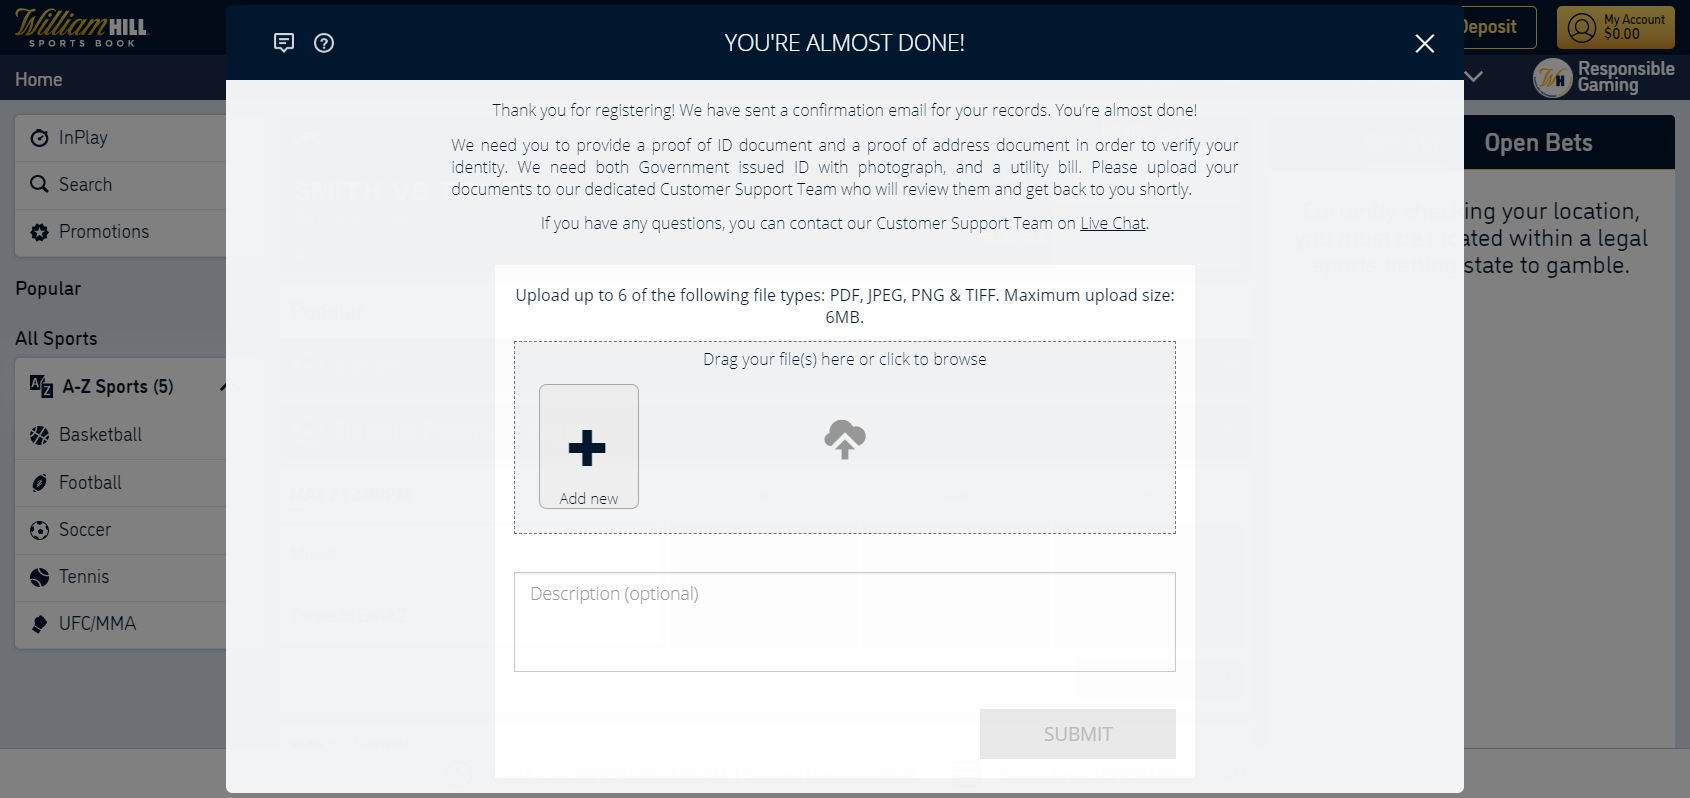 William HILL
SPORTS BOOK
Home
InPlay
Search
Promotions
Popular
All Sports
A-Z Sports (5)
Basketball
Football
Soccer
Tennis
UFC/MMA
YOU'RE ALMOST DONE!
Thank you for registering! We have sent a confirmation email for your records. You're almost done!
We need you to provide a proof of ID document and a proof of address document in order to verify your
identity. We need both Government issued ID with photograph, and a utility bill. Please upload your
documents to our dedicated Customer Support Team who will review them and get back to you shortly.
If you have any questions, you can contact our Customer Support Team on Live Chat.
Upload up to 6 of the following file types: PDF, JPEG, PNG & TIFF. Maximum upload size:
6MB.
Drag your file(s) here or click to browse
Add new
Description (optional)
SUBMIT
Deposit
My Account
$0.00
WH
Responsible
Gaming
Open Bets
your location,
within a legal
state to gamble.